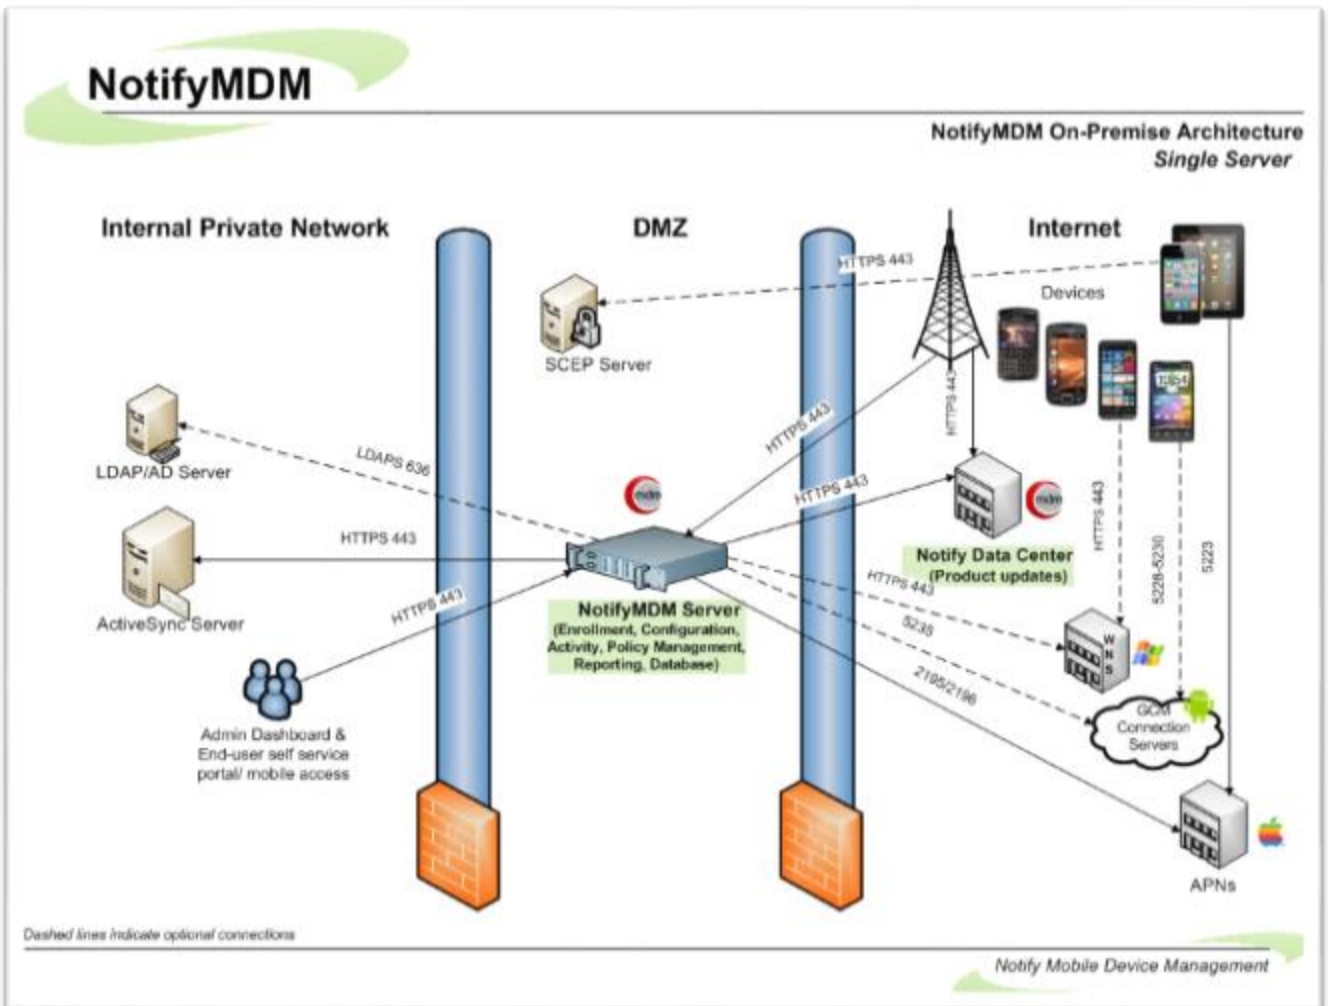 NotifyMDM
NotifyMDM On-Premise Architecture
Single Server
Internal Private Network
DMZ
Internet
HTTPS 443
Devices
SCEP Server
HTTPS 443
HTTPS 443
LDAP/AD Server
LDAPS 636
mdm
HTTPS 443
mdm
HTTPS 443
ActiveSync Server
HTTPS 443
NotifyMDM Server
(Enrollment, Configuration,
Activity, Policy Management,
Reporting, Database)
Notify Data Center
(Product updates)
HTTPS 443
5228-5230
5223
HTTPS 443
5235
2195/2196
WNS
GCM
Connection
Servers
Admin Dashboard &
End-user self service
portal/ mobile access
APNs
Dashed lines indicate optional connections
Notify Mobile Device Management